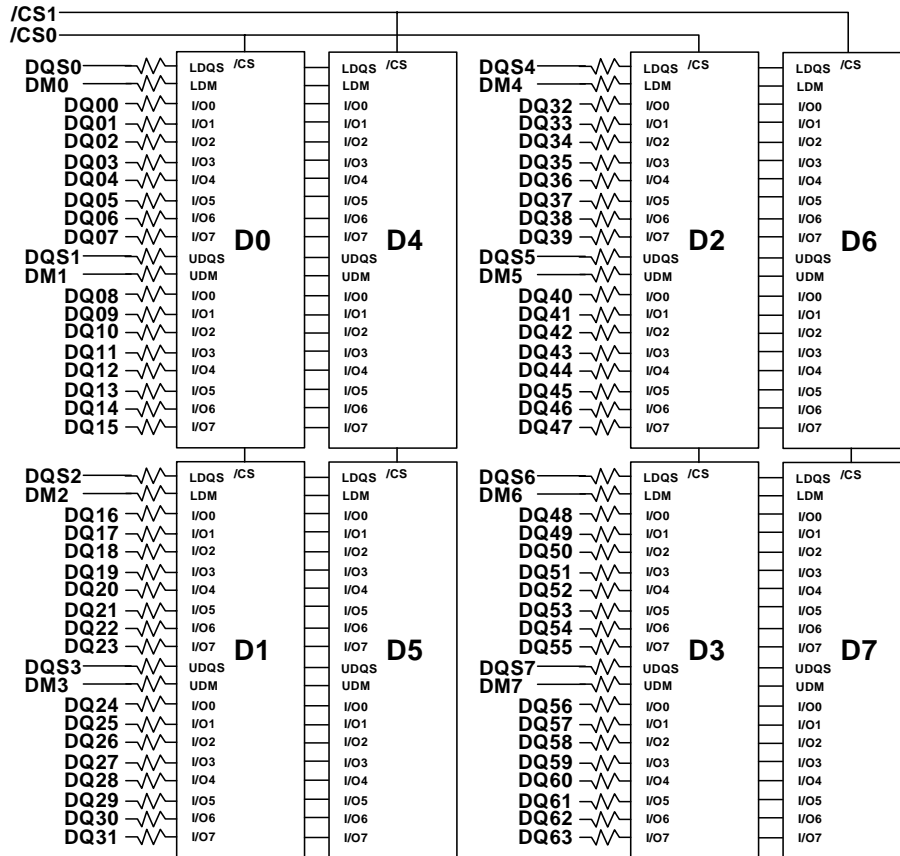 /CS1
/CS0
DQS0 LDQS /CS LDQS /CS
DM0 LDM LDM
DQ00 I/O0 I/O0
DQ01 I/O1 I/O1
DQ02 I/O2 I/O2
DQ03 I/O3 I/O3
DQ04 I/O4 I/O4
DQ05 I/O5 I/O5
DQ06 I/O6 I/O6
DQ07 I/O7 D0 I/O7 D4
DQS1 UDQS UDQS
DM1 UDM UDM
DQ08 I/O0 I/O0
DQ09 I/O1 I/O1
DQ10 I/O2 I/O2
DQ11 I/O3 I/O3
DQ12 I/O4 I/O4
DQ13 I/O5 I/O5
DQ14 I/O6 I/O6
DQ15 I/O7 I/O7
DQS4 LDQS /CS LDQS /CS
DM4 LDM LDM
DQ32 I/O0 I/O0
DQ33 I/O1 I/O1
DQ34 I/O2 I/O2
DQ35 I/O3 I/O3
DQ36 I/O4 I/O4
DQ37 I/O5 I/O5
DQ38 I/O6 I/O6
DQ39 I/O7 D2 I/O7 D6
DQS5 UDQS UDQS
DM5 UDM UDM
DQ40 I/O0 I/O0
DQ41 I/O1 I/O1
DQ42 I/O2 I/O2
DQ43 I/O3 I/O3
DQ44 I/O4 I/O4
DQ45 I/O5 I/O5
DQ46 I/O6 I/O6
DQ47 I/O7 I/O7
DQS2 LDQS /CS LDQS /CS
DM2 LDM LDM
DQ16 I/O0 I/O0
DQ17 I/O1 I/O1
DQ18 I/O2 I/O2
DQ19 I/O3 I/O3
DQ20 I/O4 I/O4
DQ21 I/O5 I/O5
DQ22 I/O6 I/O6
DQ23 I/O7 D1 I/O7 D5
DQS3 UDQS UDQS
DM3 UDM UDM
DQ24 I/O0 I/O0
DQ25 I/O1 I/O1
DQ26 I/O2 I/O2
DQ27 I/O3 I/O3
DQ28 I/O4 I/O4
DQ29 I/O5 I/O5
DQ30 I/O6 I/O6
DQ31 I/O7 I/O7
DQS6 LDQS /CS LDQS /CS
DM6 LDM LDM
DQ48 I/O0 I/O0
DQ49 I/O1 I/O1
DQ50 I/O2 I/O2
DQ51 I/O3 I/O3
DQ52 I/O4 I/O4
DQ53 I/O5 I/O5
DQ54 I/O6 I/O6
DQ55 I/O7 D3 I/O7 D7
DQS7 UDQS UDQS
DM7 UDM UDM
DQ56 I/O0 I/O0
DQ57 I/O1 I/O1
DQ58 I/O2 I/O2
DQ59 I/O3 I/O3
DQ60 I/O4 I/O4
DQ61 I/O5 I/O5
DQ62 I/O6 I/O6
DQ63 I/O7 I/O7